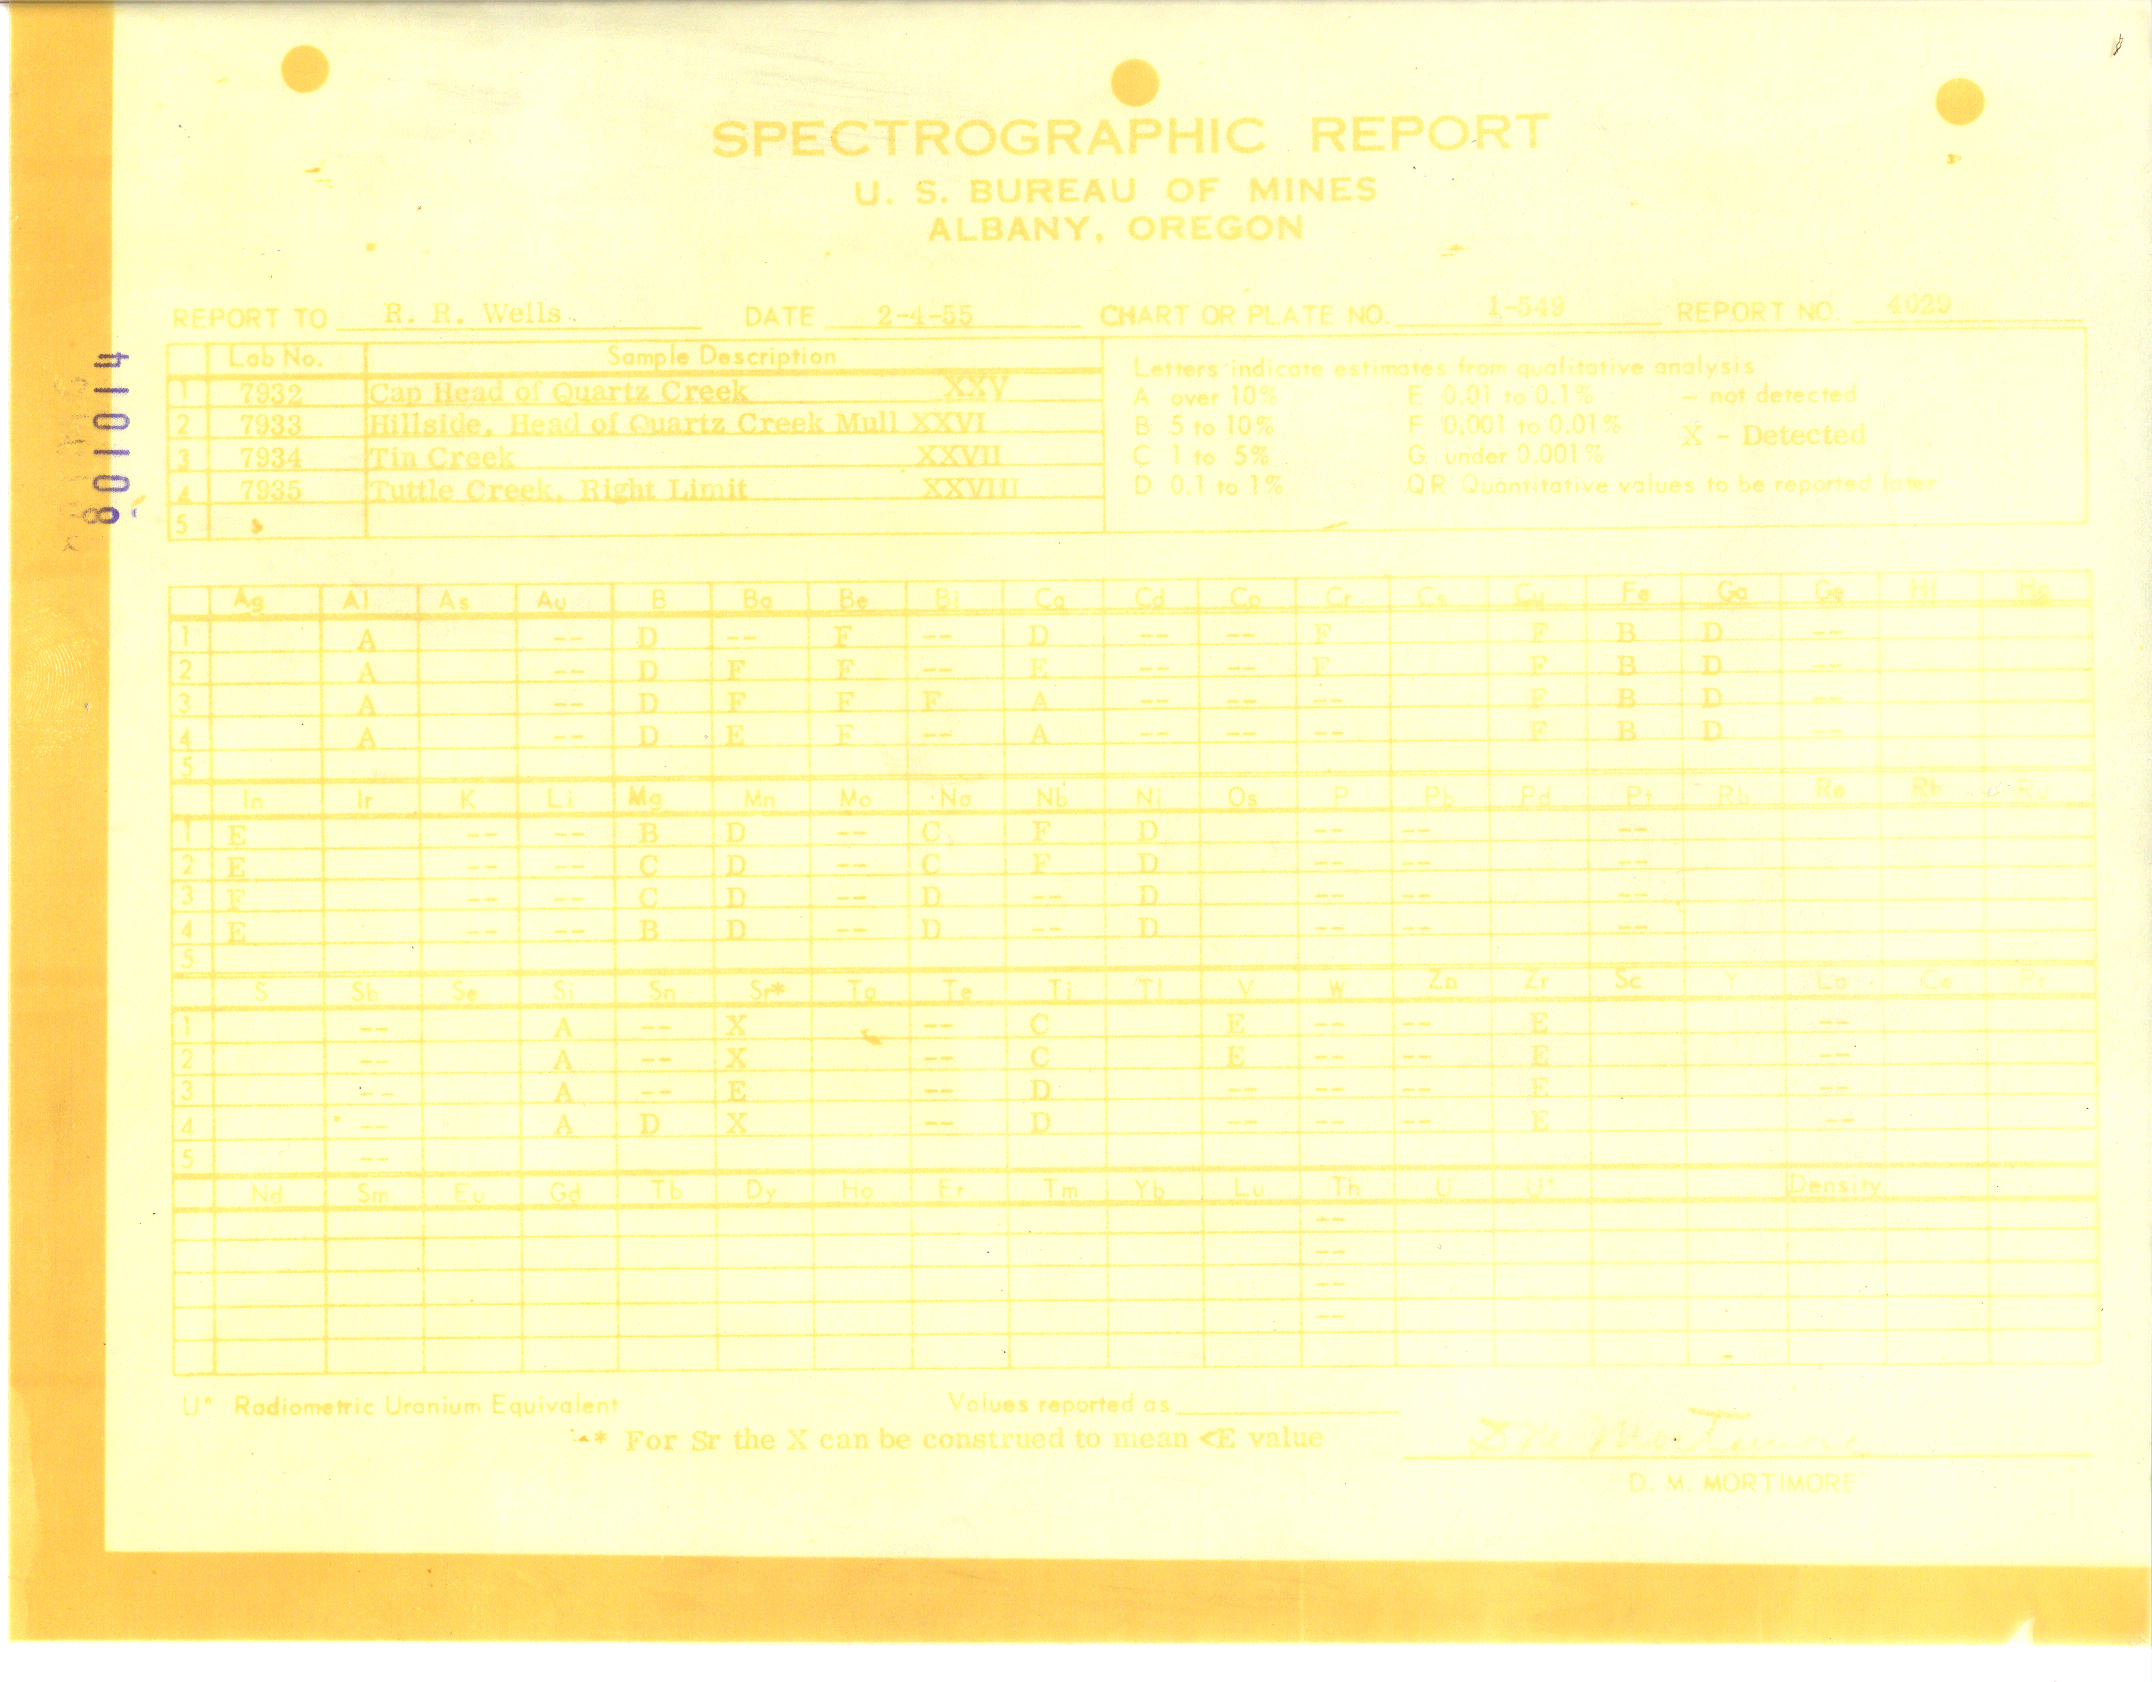 SPECTROGRAPHIC REPORT
U. S. BUREAU OF MINES
ALBANY, OREGON
REPORT TO R. R. Wells DATE 2-4-55 CHART OR PLATE NO. 1-549 REPORT NO. 4029
Lab No. Sample Description
1 7932 Cap Head of Quartz Creek XXV
2 7933 Hillside, Head of Quartz Creek Mull XXVI
3 7934 Tin Creek XXVII
4 7935 Tuttle Creek, Right Limit XXVIII
5
Letters indicate estimates from qualitative analysis
A over 10% E 0.01 to 0.1% – not detected
B 5 to 10% F 0.001 to 0.01% X - Detected
C 1 to 5% G under 0.001%
D 0.1 to 1% QR Quantitative values to be reported later
4110108
Ag Al As Au B Ba Be Bi Ca Cd Co Cr Cs Cu Fe Ga Ge Hf Hg
1 A -- D -- F -- D -- -- F F B D --
2 A -- D F F -- E -- -- F F B D --
3 A -- D F F F A -- -- -- F B D --
4 A -- D E F -- A -- -- -- F B D --
5
In Ir K Li Mg Mn Mo Na Nb Ni Os P Pb Pd Pt Rb Re Rh Ru
1 E -- -- B D -- C F D -- -- --
2 E -- -- C D -- C F D -- -- --
3 F -- -- C D -- D -- D -- -- --
4 E -- -- B D -- D -- D -- -- --
5
S Sb Se Si Sn Sr* Ta Te Ti Tl V W Zn Zr Sc Y La Ce Pr
1 -- A -- X -- C E -- -- E --
2 -- A -- X -- C E -- -- E --
3 -- A -- E -- D -- -- -- E --
4 -- A D X -- D -- -- -- E --
5 --
Nd Sm Eu Gd Tb Dy Ho Er Tm Yb Lu Th U U* Density
--
--
--
--
U* Radiometric Uranium Equivalent Values reported as
* For Sr the X can be construed to mean <E value
D M Mortimore
D. M. MORTIMORE